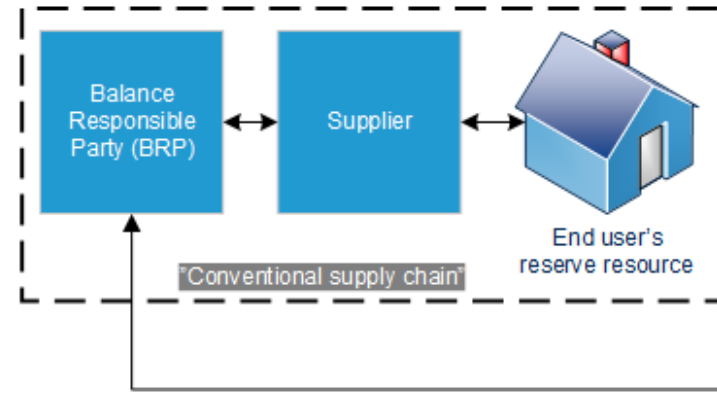 Balance
Responsible
Party (BRP)
Supplier
End user's
reserve resource
"Conventional supply chain"